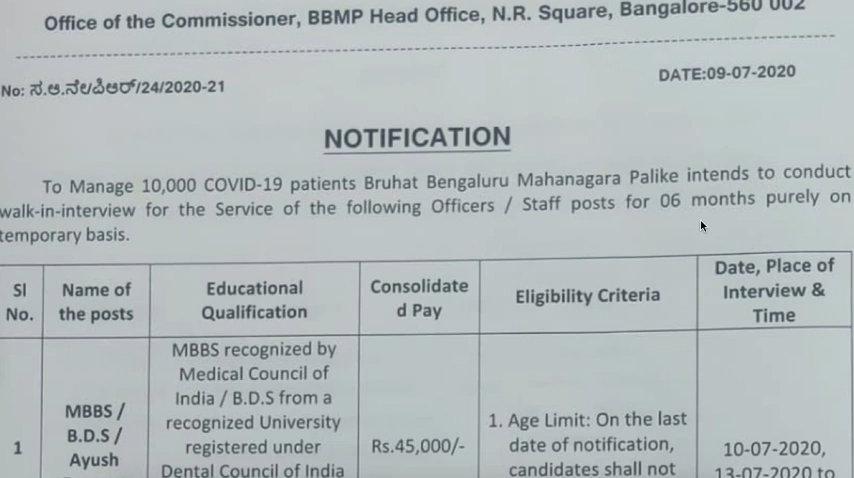 Office of the Commissioner, BBMP Head Office, N.R. Square, Bangalore-560 002
No: ನ.ಆ.ನೇ/ಪಿಆರ್/24/2020-21
DATE:09-07-2020
NOTIFICATION
To Manage 10,000 COVID-19 patients Bruhat Bengaluru Mahanagara Palike intends to conduct
walk-in-interview for the Service of the following Officers / Staff posts for 06 months purely on
temporary basis.
Sl No.
Name of the posts
Educational Qualification
Consolidate d Pay
Eligibility Criteria
Date, Place of Interview & Time
1
MBBS /
B.D.S /
Ayush
MBBS recognized by
Medical Council of
India / B.D.S from a
recognized University
registered under
Dental Council of India
Rs.45,000/-
1. Age Limit: On the last
date of notification,
candidates shall not
10-07-2020,
13-07-2020 to